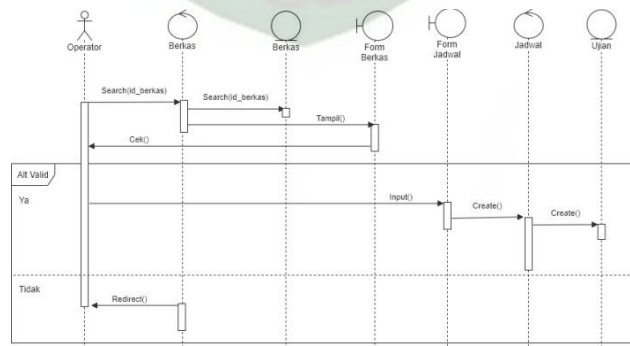 Operator
Berkas
Berkas
Form
Berkas
Form
Jadwal
Jadwal
Ujian
Search(id_berkas)
Search(id_berkas)
Tampil()
Cek()
Alt Valid
Ya
Input()
Create()
Create()
Tidak
Redirect()